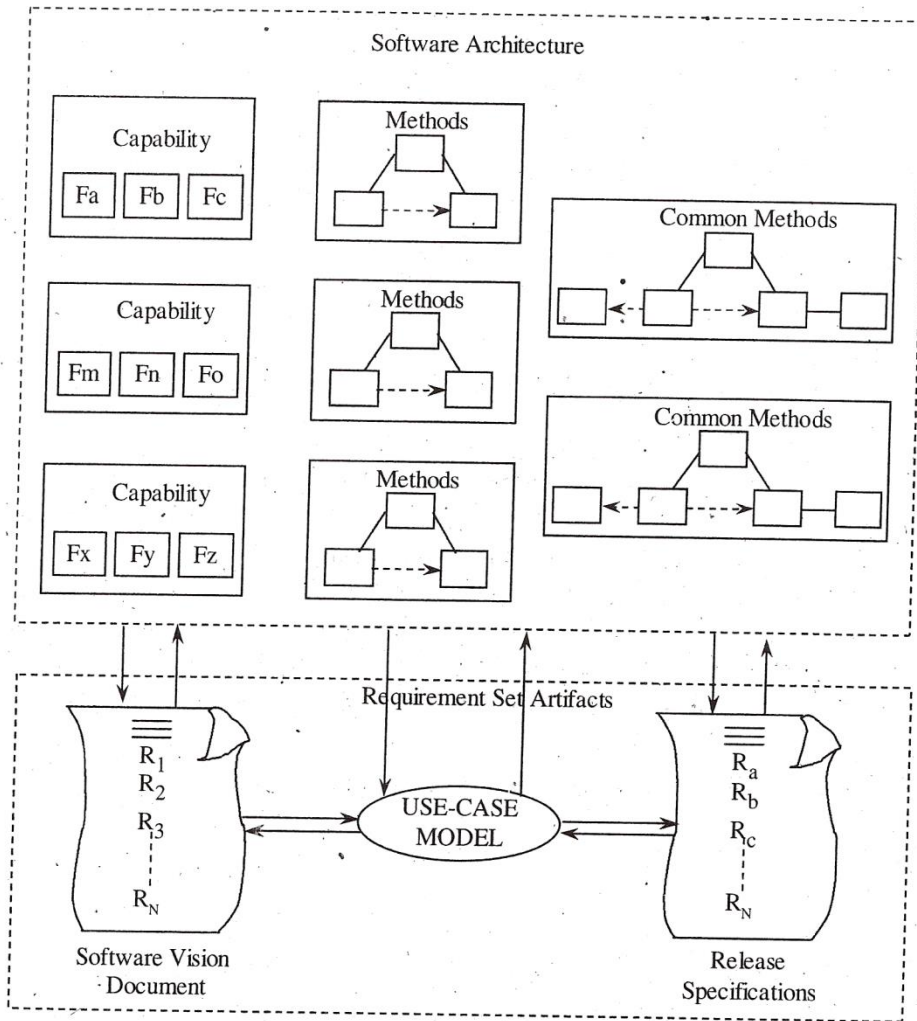 Software Architecture
Capability
Fa Fb Fc
Methods
Common Methods
Capability
Fm Fn Fo
Methods
Common Methods
Capability
Fx Fy Fz
Methods
Requirement Set Artifacts
R1
R2
R3
RN
Software Vision
Document
USE-CASE
MODEL
Ra
Rb
Rc
RN
Release
Specifications